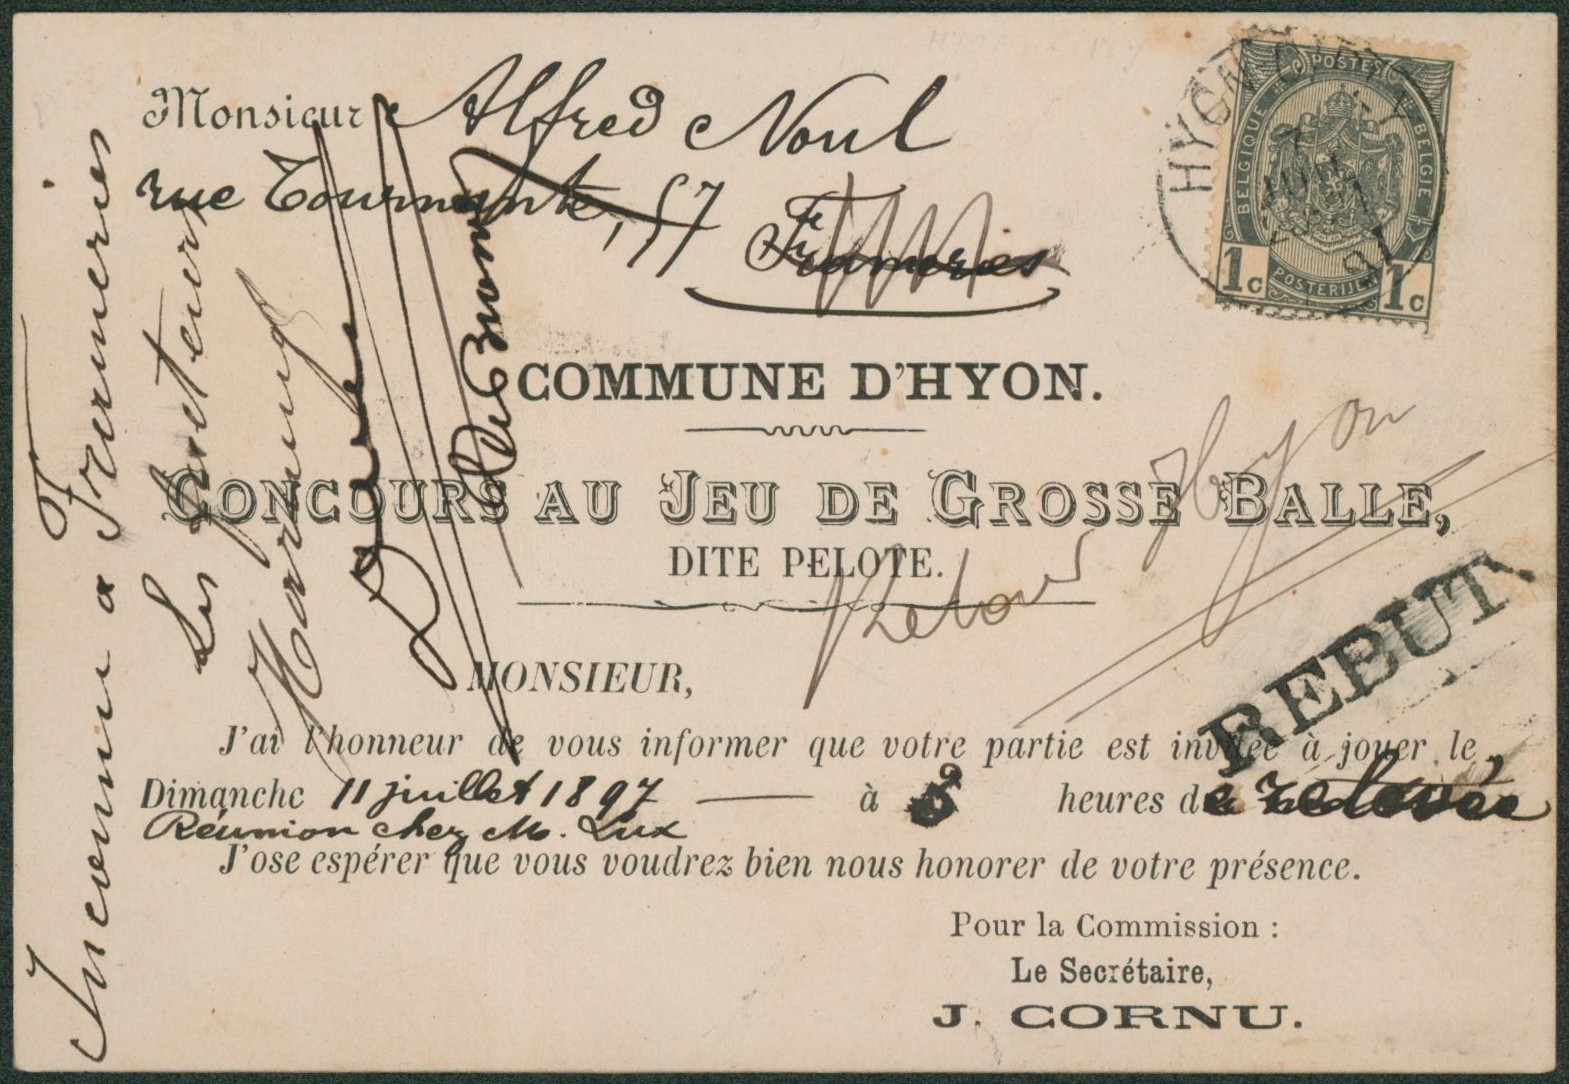 Monsieur Alfred Noul
rue Tournante, 57
Frameries
POSTES
BELGIQUE
BELGIE
POSTERIJEN
1c 1c
HYON
COMMUNE D'HYON.
CONCOURS AU JEU DE GROSSE BALLE,
DITE PELOTE.
Retour Hyon
REBUT
MONSIEUR,
J'ai l'honneur de vous informer que votre partie est invitée à jouer le,
Dimanche 11 juillet 1897 à 3 heures de relevée
Réunion chez M. Lux
J'ose espérer que vous voudrez bien nous honorer de votre présence.
Pour la Commission :
Le Secrétaire,
J. CORNU.
Inconnu a Frameries
Les facteurs